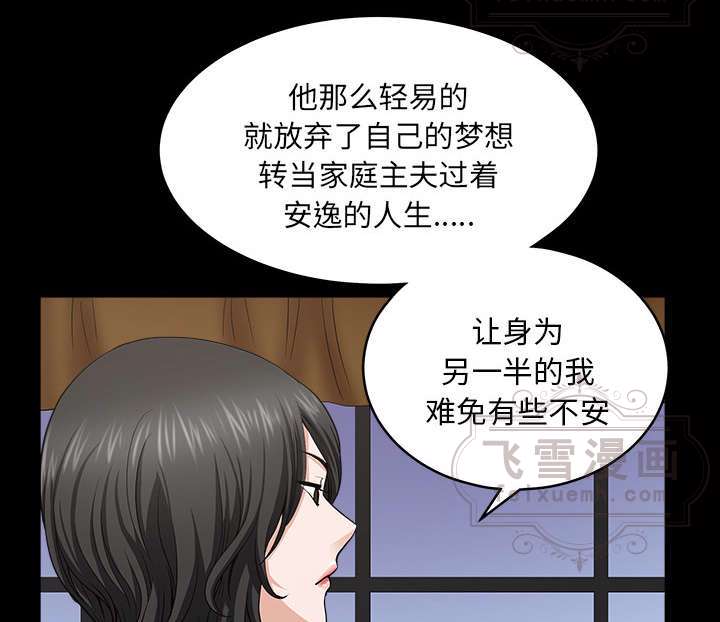 他那么轻易的
就放弃了自己的梦想
转当家庭主夫过着
安逸的人生.....
让身为
另一半的我
难免有些不安
飞雪漫画